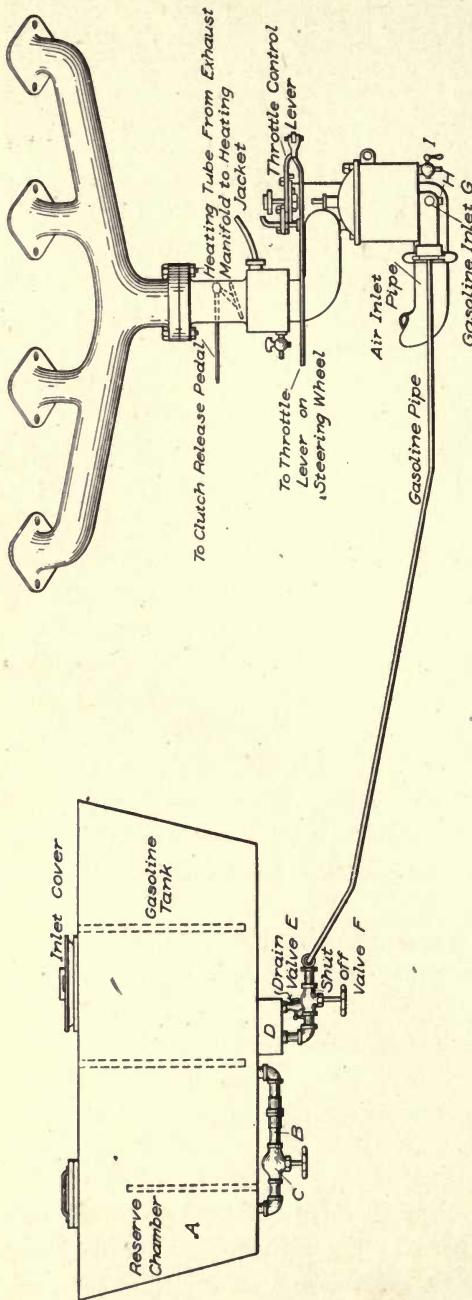 Inlet Cover
Gasoline
Tank
Reserve
Chamber
A
B
C
D
Drain
Valve E
Shut
off
Valve F
Gasoline Pipe
To Clutch Release Pedal
Heating Tube From Exhaust
Manifold to Heating
Jacket
To Throttle
Lever on
Steering Wheel
Throttle Control
Lever
Air Inlet
Pipe
H
I
Gasoline Inlet G